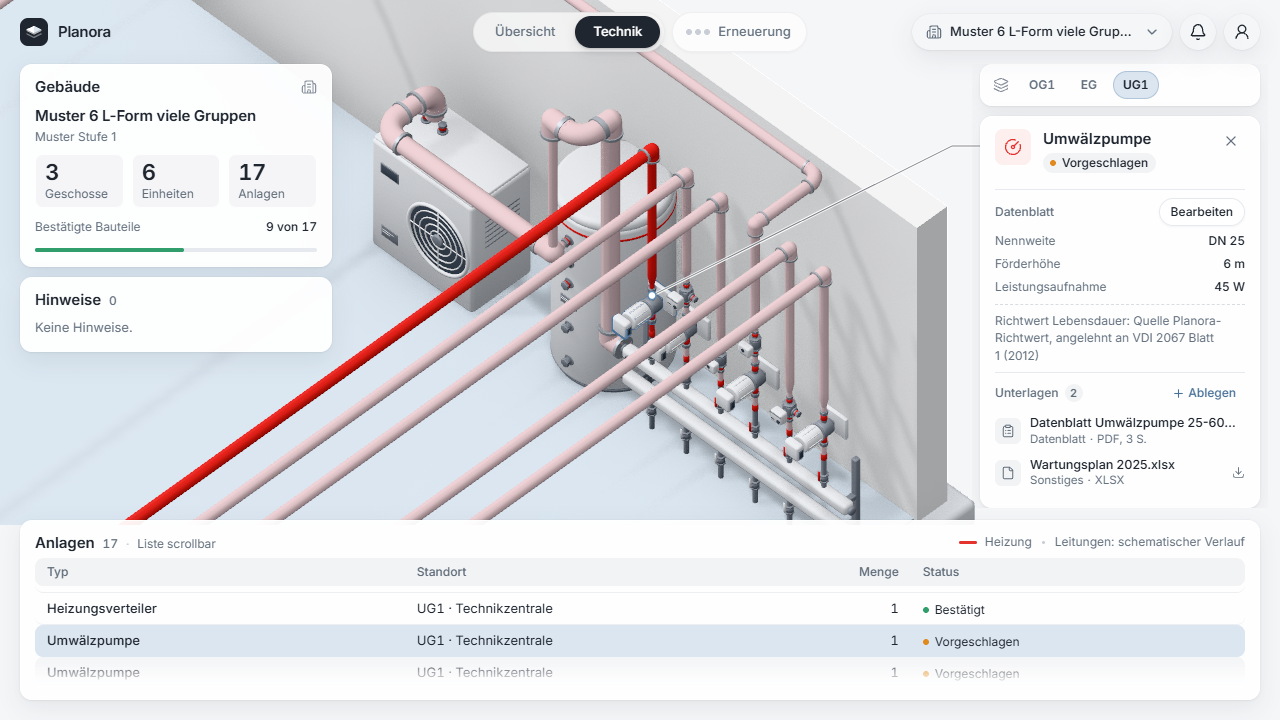 Planora
Übersicht
Technik
Erneuerung
Muster 6 L-Form viele Grup...
Gebäude
Muster 6 L-Form viele Gruppen
Muster Stufe 1
3 6 17
Geschosse Einheiten Anlagen
Bestätigte Bauteile 9 von 17
Hinweise 0
Keine Hinweise.
OG1 EG UG1
Umwälzpumpe
Vorgeschlagen
Datenblatt Bearbeiten
Nennweite DN 25
Förderhöhe 6 m
Leistungsaufnahme 45 W
Richtwert Lebensdauer: Quelle Planora-
Richtwert, angelehnt an VDI 2067 Blatt
1 (2012)
Unterlagen 2 + Ablegen
Datenblatt Umwälzpumpe 25-60...
Datenblatt · PDF, 3 S.
Wartungsplan 2025.xlsx
Sonstiges · XLSX
Anlagen 17 · Liste scrollbar
Heizung · Leitungen: schematischer Verlauf
Typ Standort Menge Status
Heizungsverteiler UG1 · Technikzentrale 1 Bestätigt
Umwälzpumpe UG1 · Technikzentrale 1 Vorgeschlagen
Umwälzpumpe UG1 · Technikzentrale 1 Vorgeschlagen